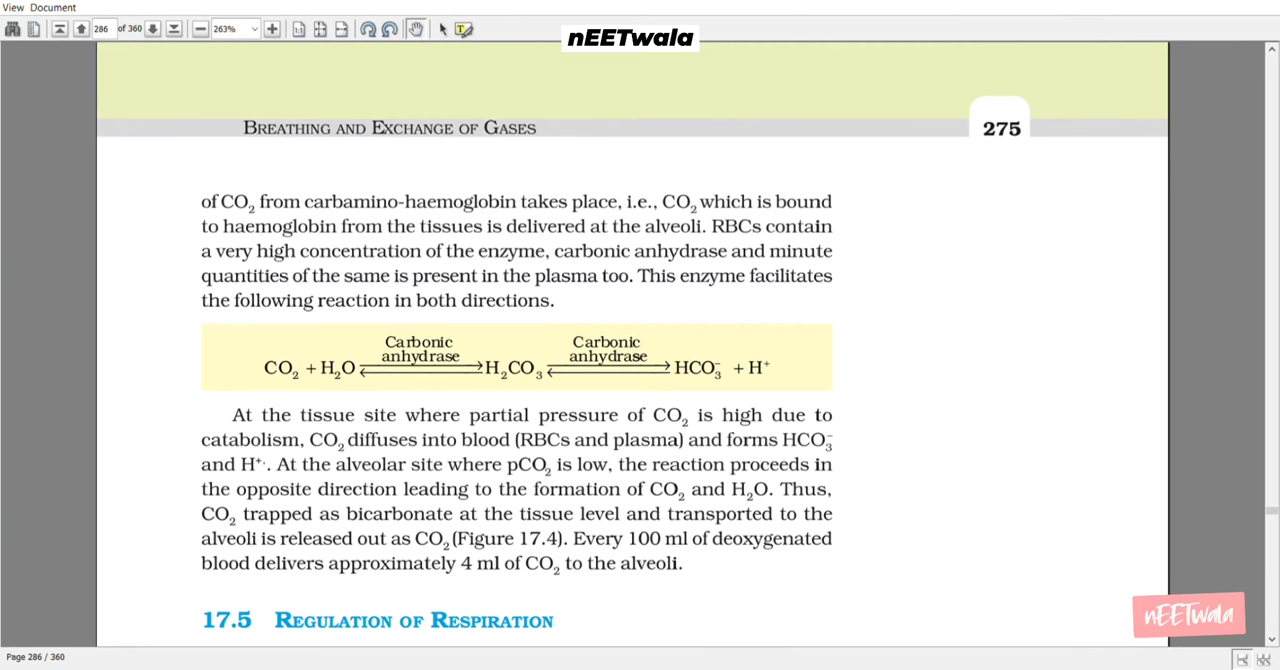 View Document
286 of 360 263%
nEETwala
BREATHING AND EXCHANGE OF GASES
275
of CO₂ from carbamino-haemoglobin takes place, i.e., CO₂ which is bound
to haemoglobin from the tissues is delivered at the alveoli. RBCs contain
a very high concentration of the enzyme, carbonic anhydrase and minute
quantities of the same is present in the plasma too. This enzyme facilitates
the following reaction in both directions.
Carbonic Carbonic
anhydrase anhydrase
CO₂ + H₂O ⇌ H₂CO₃ ⇌ HCO₃⁻ + H⁺
At the tissue site where partial pressure of CO₂ is high due to
catabolism, CO₂ diffuses into blood (RBCs and plasma) and forms HCO₃⁻
and H⁺·. At the alveolar site where pCO₂ is low, the reaction proceeds in
the opposite direction leading to the formation of CO₂ and H₂O. Thus,
CO₂ trapped as bicarbonate at the tissue level and transported to the
alveoli is released out as CO₂ (Figure 17.4). Every 100 ml of deoxygenated
blood delivers approximately 4 ml of CO₂ to the alveoli.
17.5 REGULATION OF RESPIRATION
nEETwala
Page 286 / 360